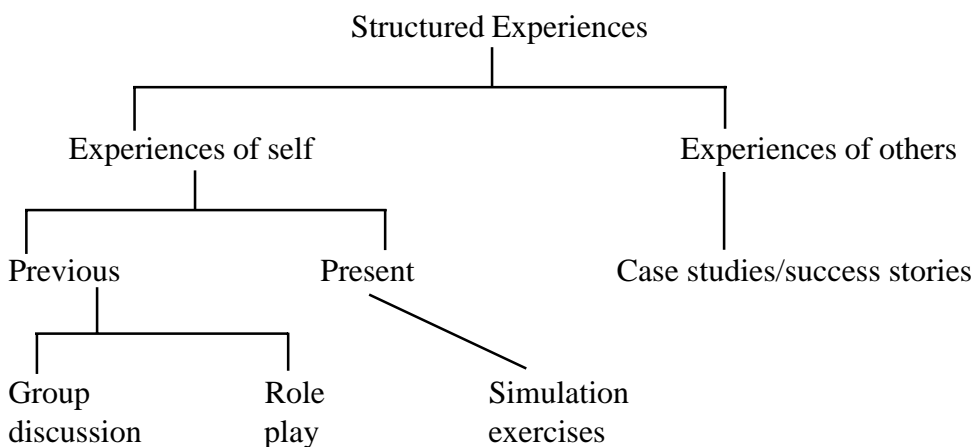 Structured Experiences
Experiences of self
Experiences of others
Previous
Present
Case studies/success stories
Group
discussion
Role
play
Simulation
exercises